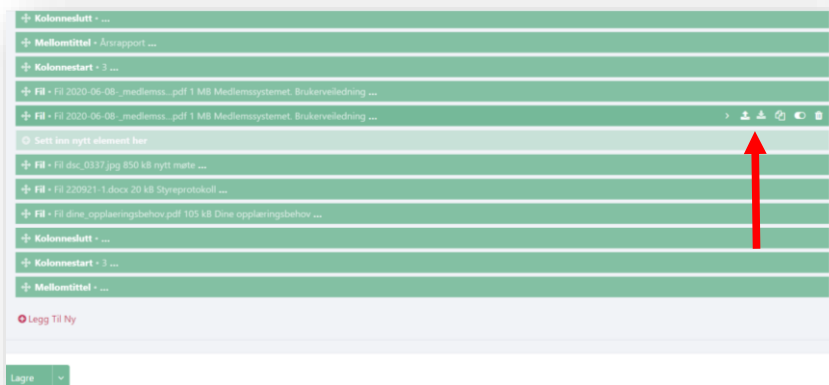 Kolonneslutt • ...
Mellomtittel • Årsrapport ...
Kolonnestart • 3 ...
Fil • Fil 2020-06-08-_medlemss...pdf 1 MB Medlemssystemet. Brukerveiledning ...
Fil • Fil 2020-06-08-_medlemss...pdf 1 MB Medlemssystemet. Brukerveiledning ...
Sett inn nytt element her
Fil • Fil dsc_0337.jpg 850 kB nytt møte ...
Fil • Fil 220921-1.docx 20 kB Styreprotokoll ...
Fil • Fil dine_opplaeringsbehov.pdf 105 kB Dine opplæringsbehov ...
Kolonneslutt • ...
Kolonnestart • 3 ...
Mellomtittel • ...
Legg Til Ny
Lagre